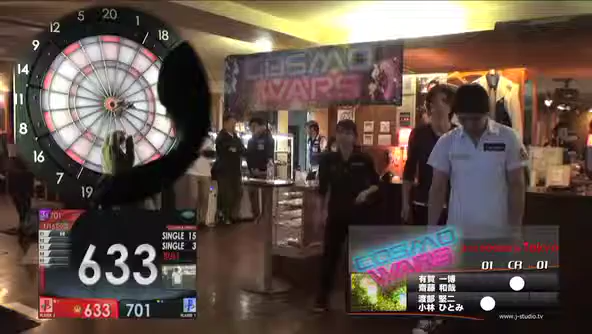 5 20 1
12 18
9
14
11
8
16
7
19
COSMO
WARS
701
SINGLE 15
SINGLE 3
633
633 701
COSMO
WARS
01 CR 01
有賀 一博
齋藤 和哉
渡部 堅二
小林 ひとみ
www.j-studio.tv